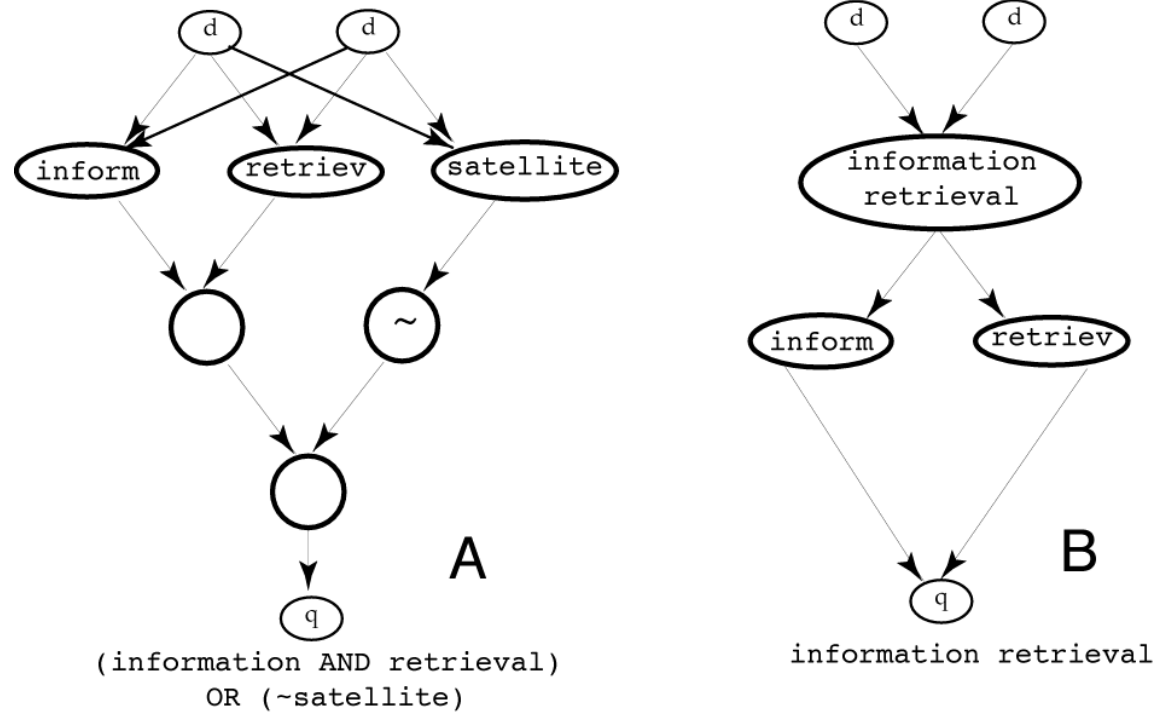 d
d
inform
retriev
satellite
~
q
A
(information AND retrieval)
OR (~satellite)
d
d
information
retrieval
inform
retriev
q
B
information retrieval